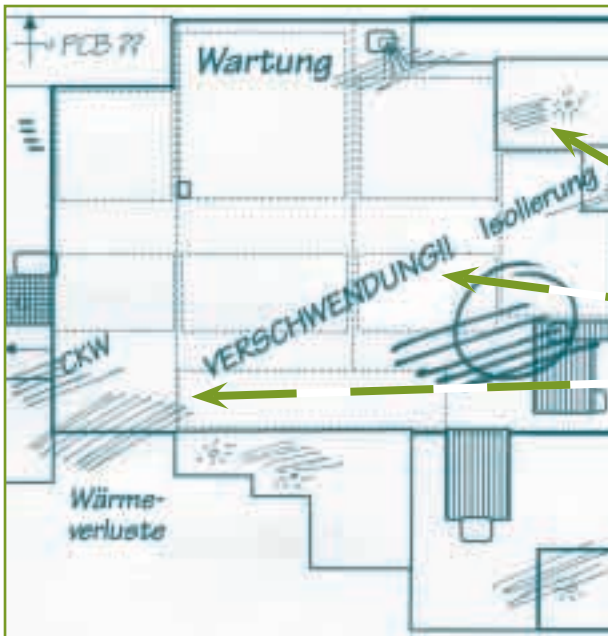 PCB ??
Wartung
Isolierung
VERSCHWENDUNG!!
CKW
Wärme-
verluste